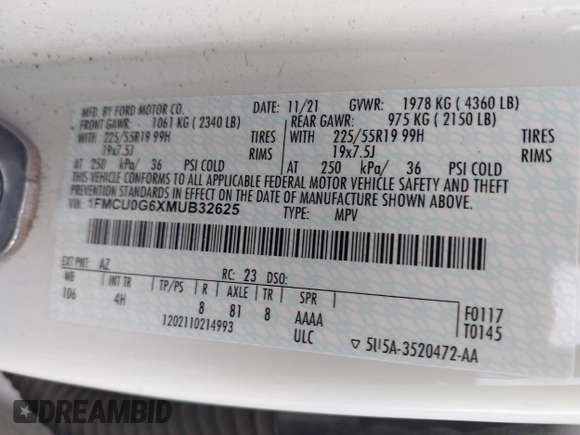 MFD. BY FORD MOTOR CO. DATE: 11/21 GVWR: 1978 KG ( 4360 LB)
FRONT GAWR: 1061 KG ( 2340 LB) REAR GAWR: 975 KG ( 2150 LB)
WITH 225/55R19 99H TIRES WITH 225/55R19 99H TIRES
19x7.5J RIMS 19x7.5J RIMS
AT 250 kPa/ 36 PSI COLD AT 250 kPa/ 36 PSI COLD
THIS VEHICLE CONFORMS TO ALL APPLICABLE FEDERAL MOTOR VEHICLE SAFETY AND THEFT
PREVENTION STANDARDS IN EFFECT ON THE DATE OF MANUFACTURE SHOWN ABOVE.
VIN: 1FMCU0G6XMUB32625 TYPE: MPV
EXT PNT: AZ RC: 23 DSO:
WB INT TR TP/PS R AXLE TR SPR
106 4H 8 81 8 AAAA F0117
1202110214993 ULC T0145
▽ 5U5A-3520472-AA
DREAMBID